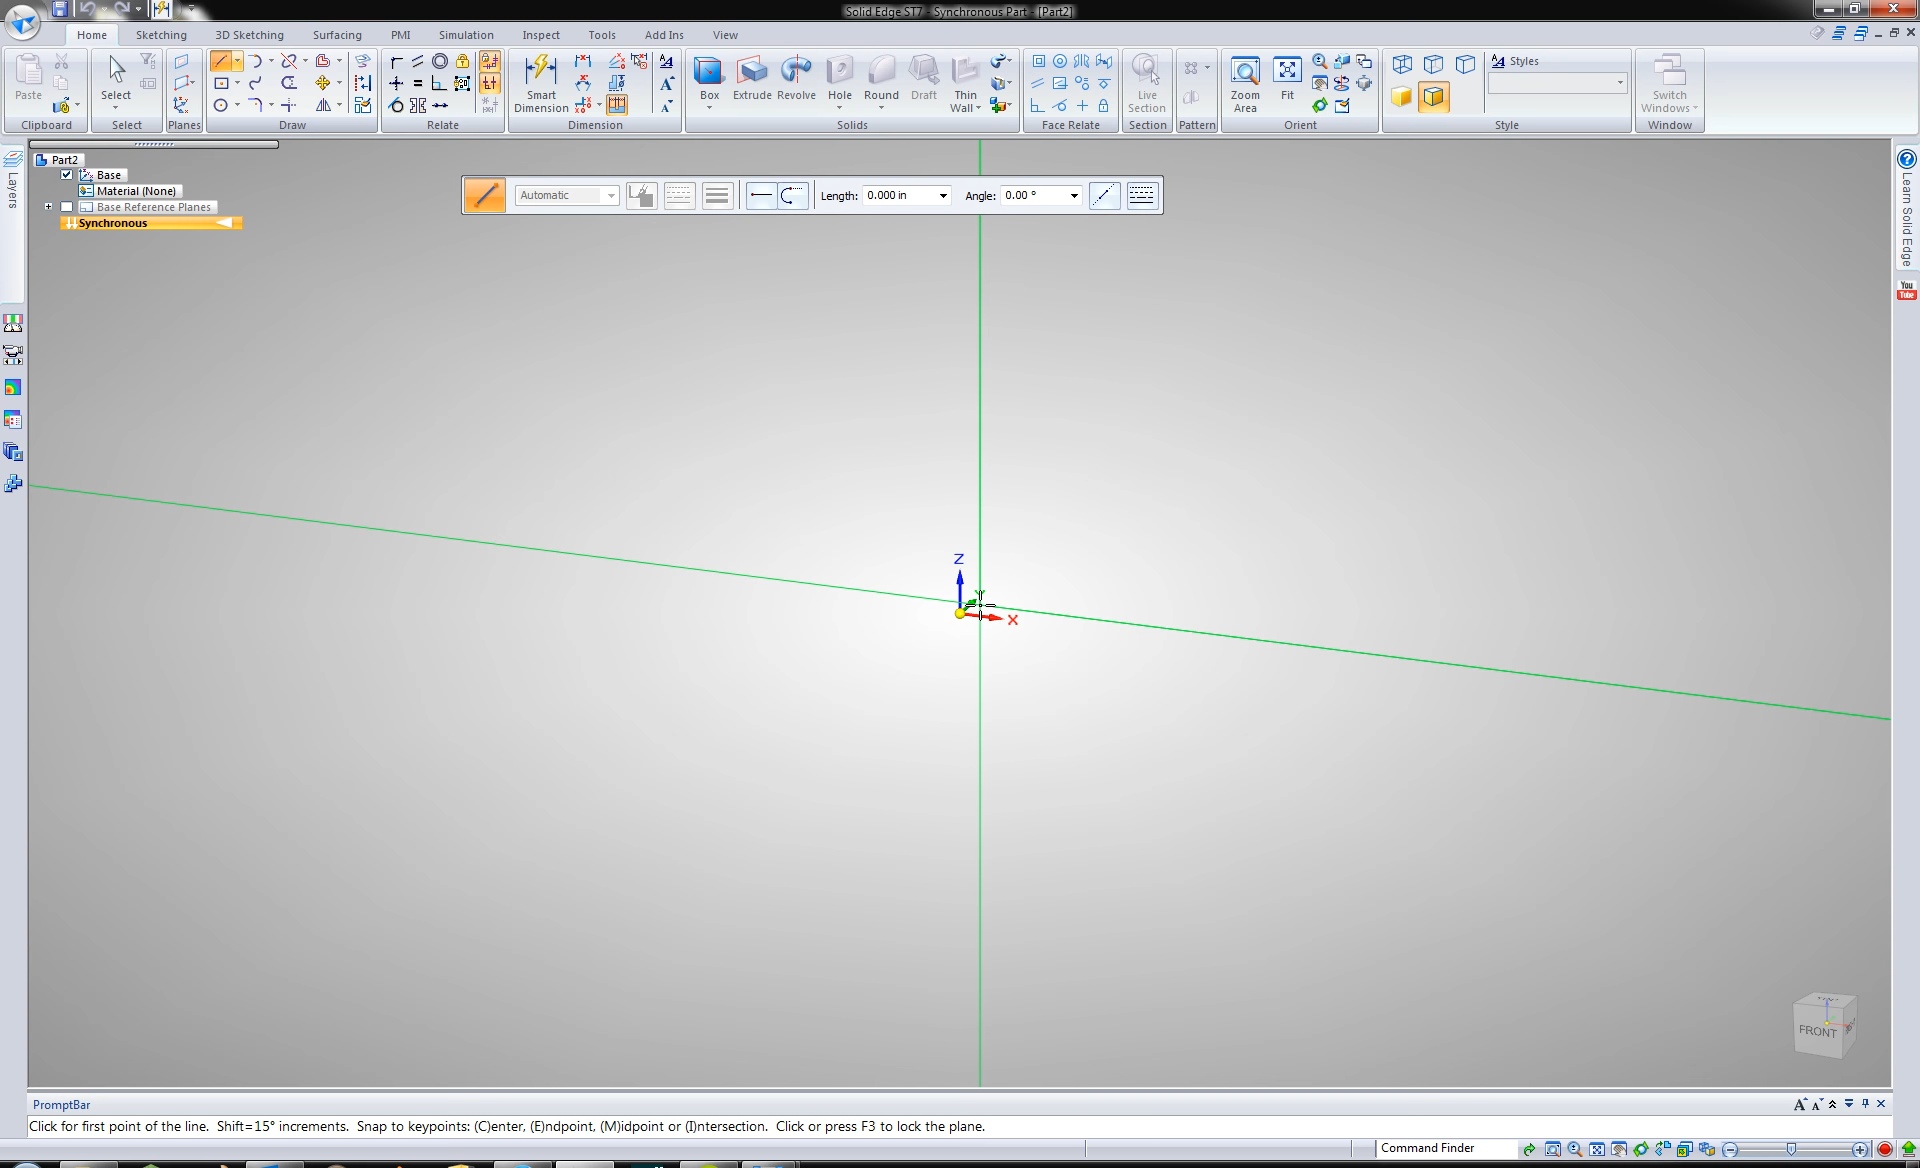 Solid Edge ST7 - Synchronous Part - [Part2]
Home Sketching 3D Sketching Surfacing PMI Simulation Inspect Tools Add Ins View
Paste
Clipboard
Select
Select
Planes
Draw
Relate
Smart Dimension
Dimension
Box Extrude Revolve Hole Round Draft Thin Wall
Solids
Face Relate
Live Section
Section
Pattern
Zoom Area
Fit
Orient
Styles
Style
Switch Windows
Window
Layers
Part2
Base
Material (None)
Base Reference Planes
Synchronous
Automatic
Length: 0.000 in
Angle: 0.00 °
Learn Solid Edge
You Tube
Z
Y
X
FRONT
PromptBar
Click for first point of the line. Shift=15° increments. Snap to keypoints: (C)enter, (E)ndpoint, (M)idpoint or (I)ntersection. Click or press F3 to lock the plane.
Command Finder